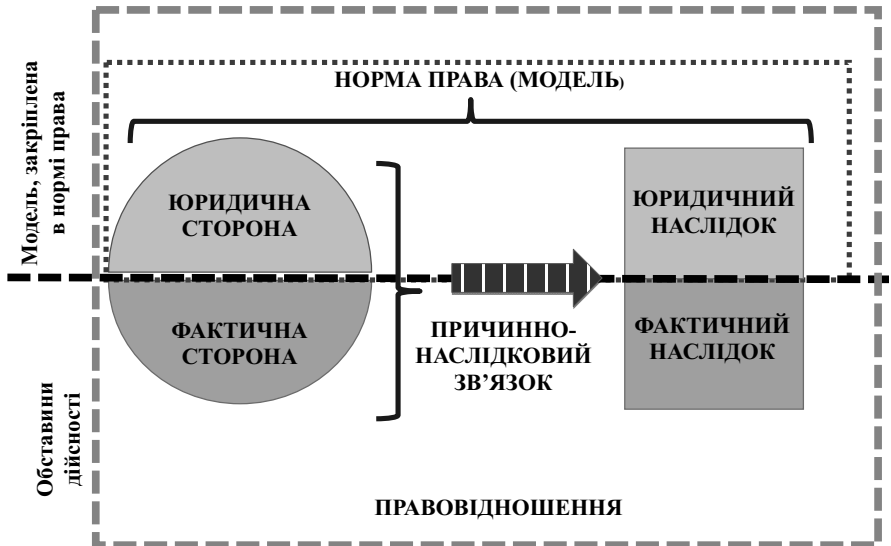 НОРМА ПРАВА (МОДЕЛЬ)
Модель, закріплена
в нормі права
ЮРИДИЧНА
СТОРОНА
ЮРИДИЧНИЙ
НАСЛІДОК
ФАКТИЧНА
СТОРОНА
ПРИЧИННО-
НАСЛІДКОВИЙ
ЗВ’ЯЗОК
ФАКТИЧНИЙ
НАСЛІДОК
Обставини
дійсності
ПРАВОВІДНОШЕННЯ